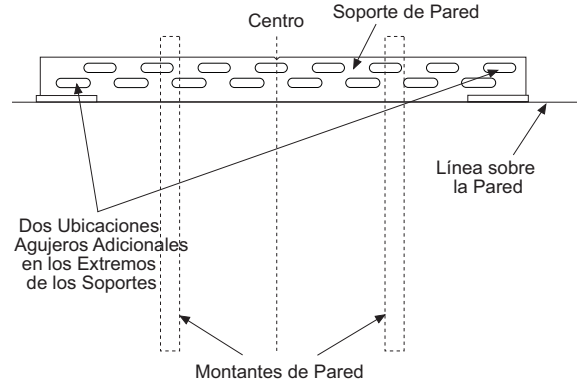 Soporte de Pared
Centro
Línea sobre
la Pared
Dos Ubicaciones
Agujeros Adicionales
en los Extremos
de los Soportes
Montantes de Pared